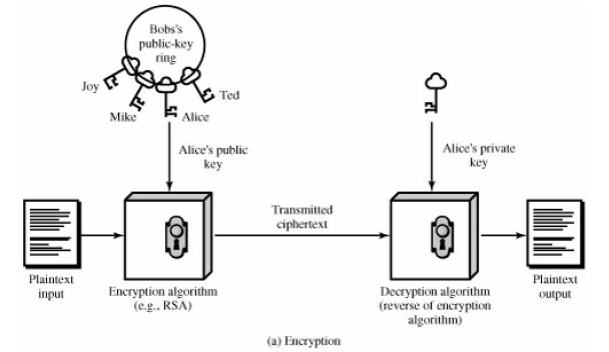 Bobs's
public-key
ring
Joy
Ted
Mike
Alice
Alice's public
key
Alice's private
key
Transmitted
ciphertext
Plaintext
input
Encryption algorithm
(e.g., RSA)
Decryption algorithm
(reverse of encryption
algorithm)
Plaintext
output
(a) Encryption